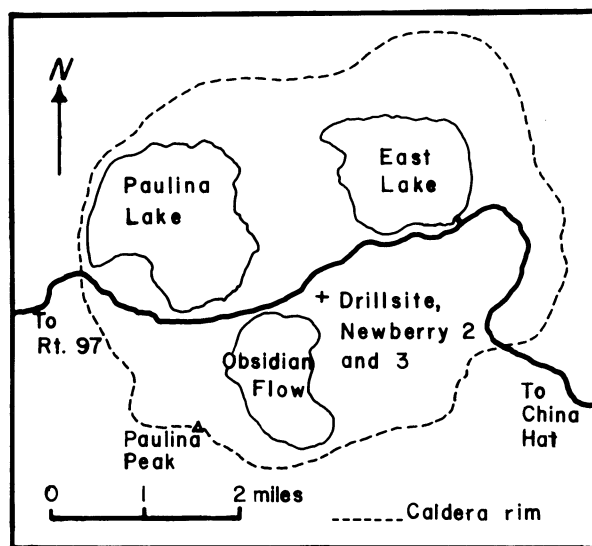 N
Paulina
Lake
East
Lake
+ Drillsite,
Newberry 2
and 3
To
Rt. 97
Obsidian
Flow
To
China
Hat
Paulina
Peak
0 1 2 miles
Caldera rim